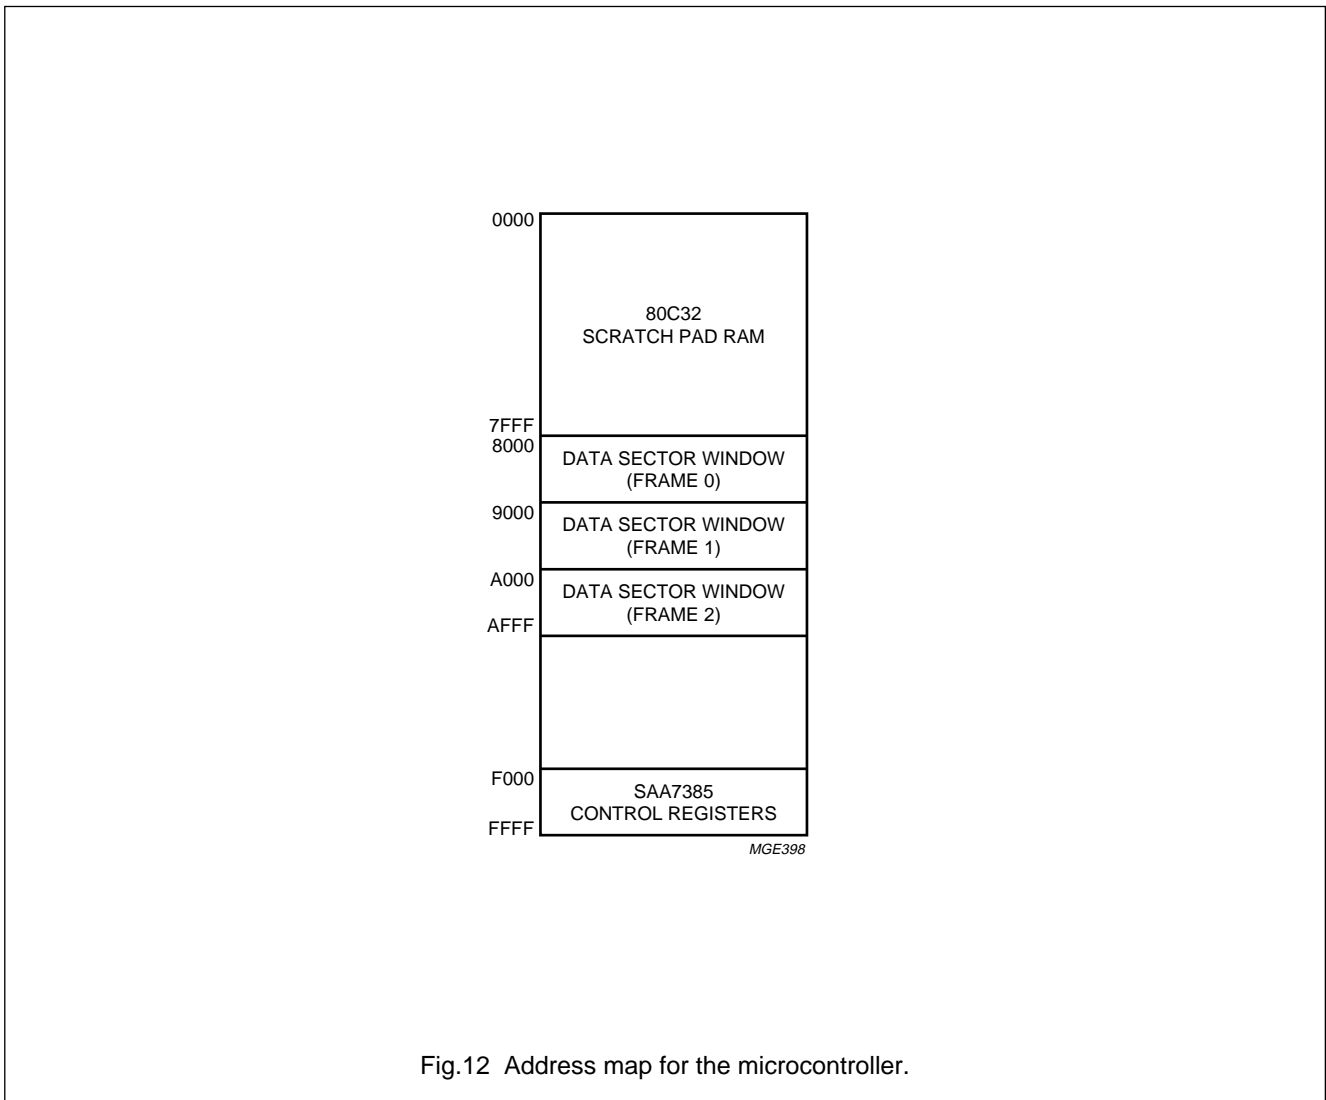 0000
80C32
SCRATCH PAD RAM
7FFF
8000
DATA SECTOR WINDOW
(FRAME 0)
9000
DATA SECTOR WINDOW
(FRAME 1)
A000
DATA SECTOR WINDOW
(FRAME 2)
AFFF
F000
SAA7385
CONTROL REGISTERS
FFFF
MGE398
Fig.12 Address map for the microcontroller.